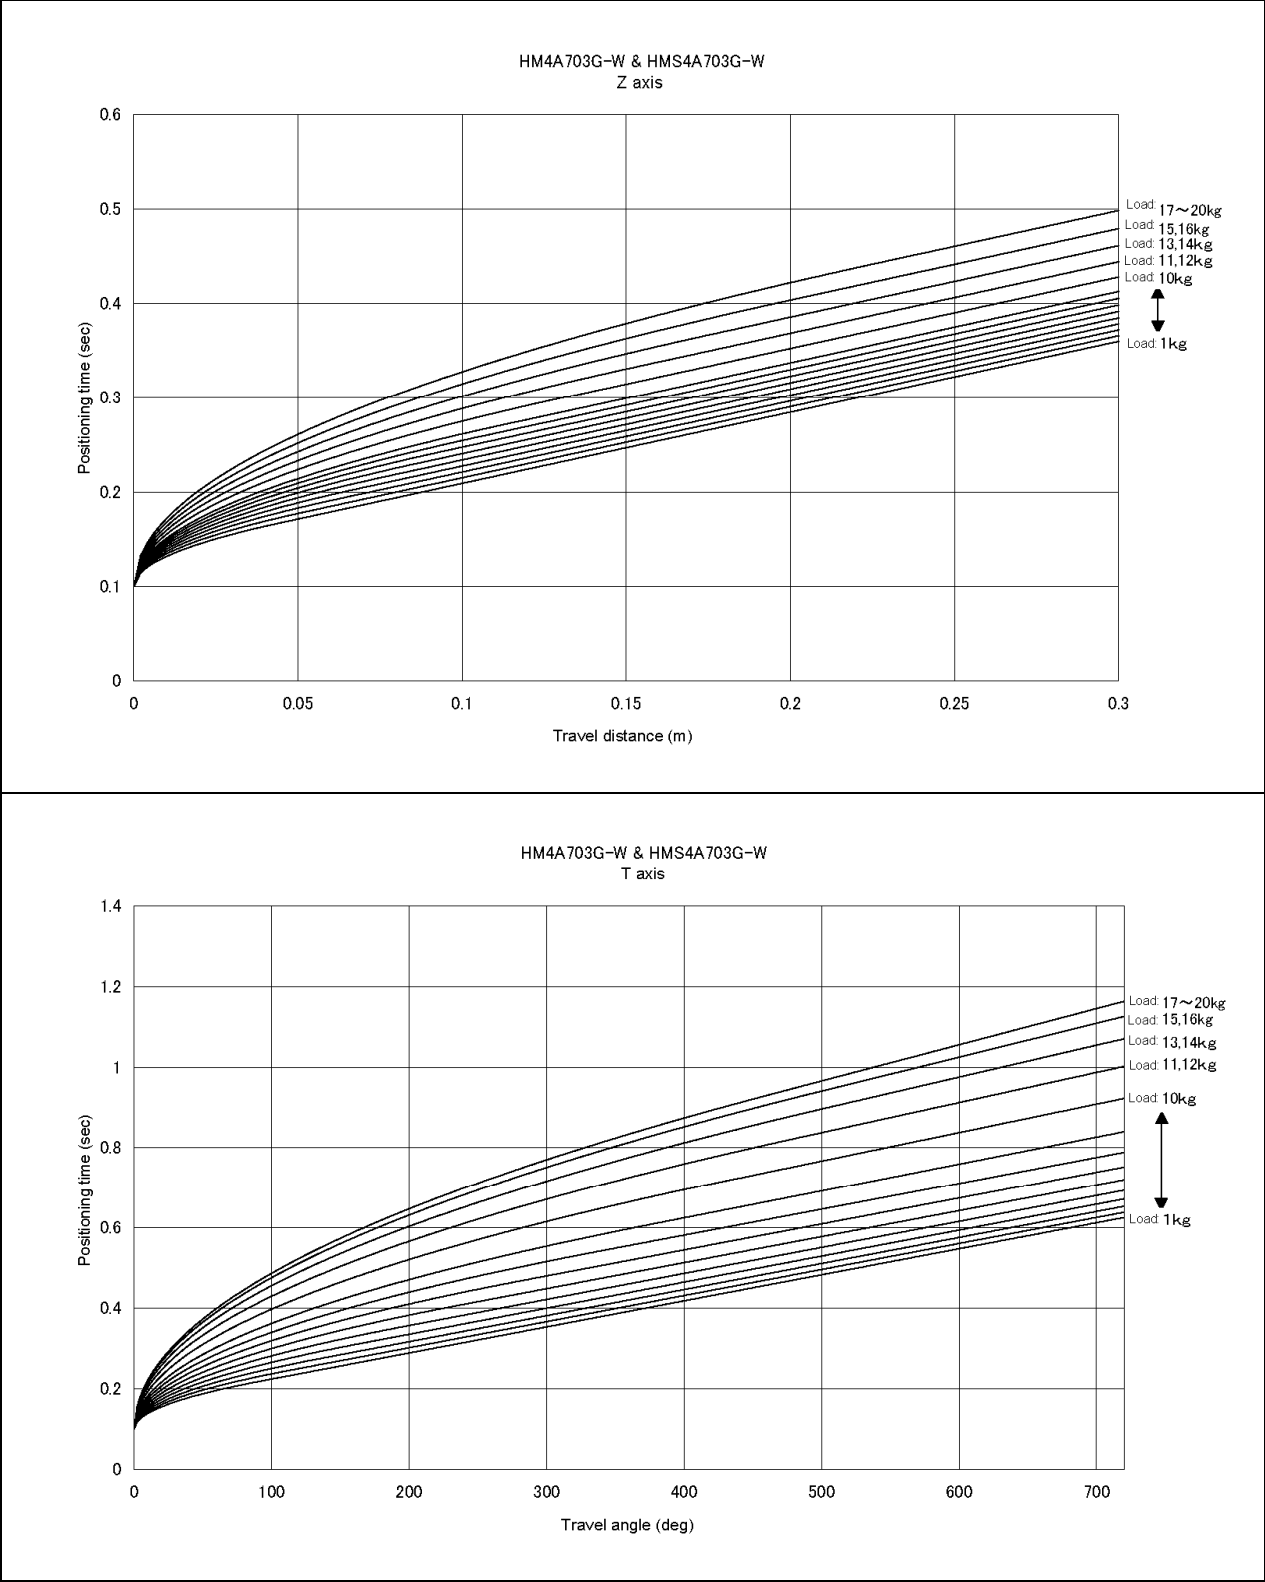 HM4A703G-W & HMS4A703G-W
Z axis
0.6
0.5
0.4
0.3
0.2
0.1
0
Positioning time (sec)
Load: 17～20kg
Load: 15,16kg
Load: 13,14kg
Load: 11,12kg
Load: 10kg
Load: 1kg
0 0.05 0.1 0.15 0.2 0.25 0.3
Travel distance (m)
HM4A703G-W & HMS4A703G-W
T axis
1.4
1.2
1
0.8
0.6
0.4
0.2
0
Positioning time (sec)
Load: 17～20kg
Load: 15,16kg
Load: 13,14kg
Load: 11,12kg
Load: 10kg
Load: 1kg
0 100 200 300 400 500 600 700
Travel angle (deg)